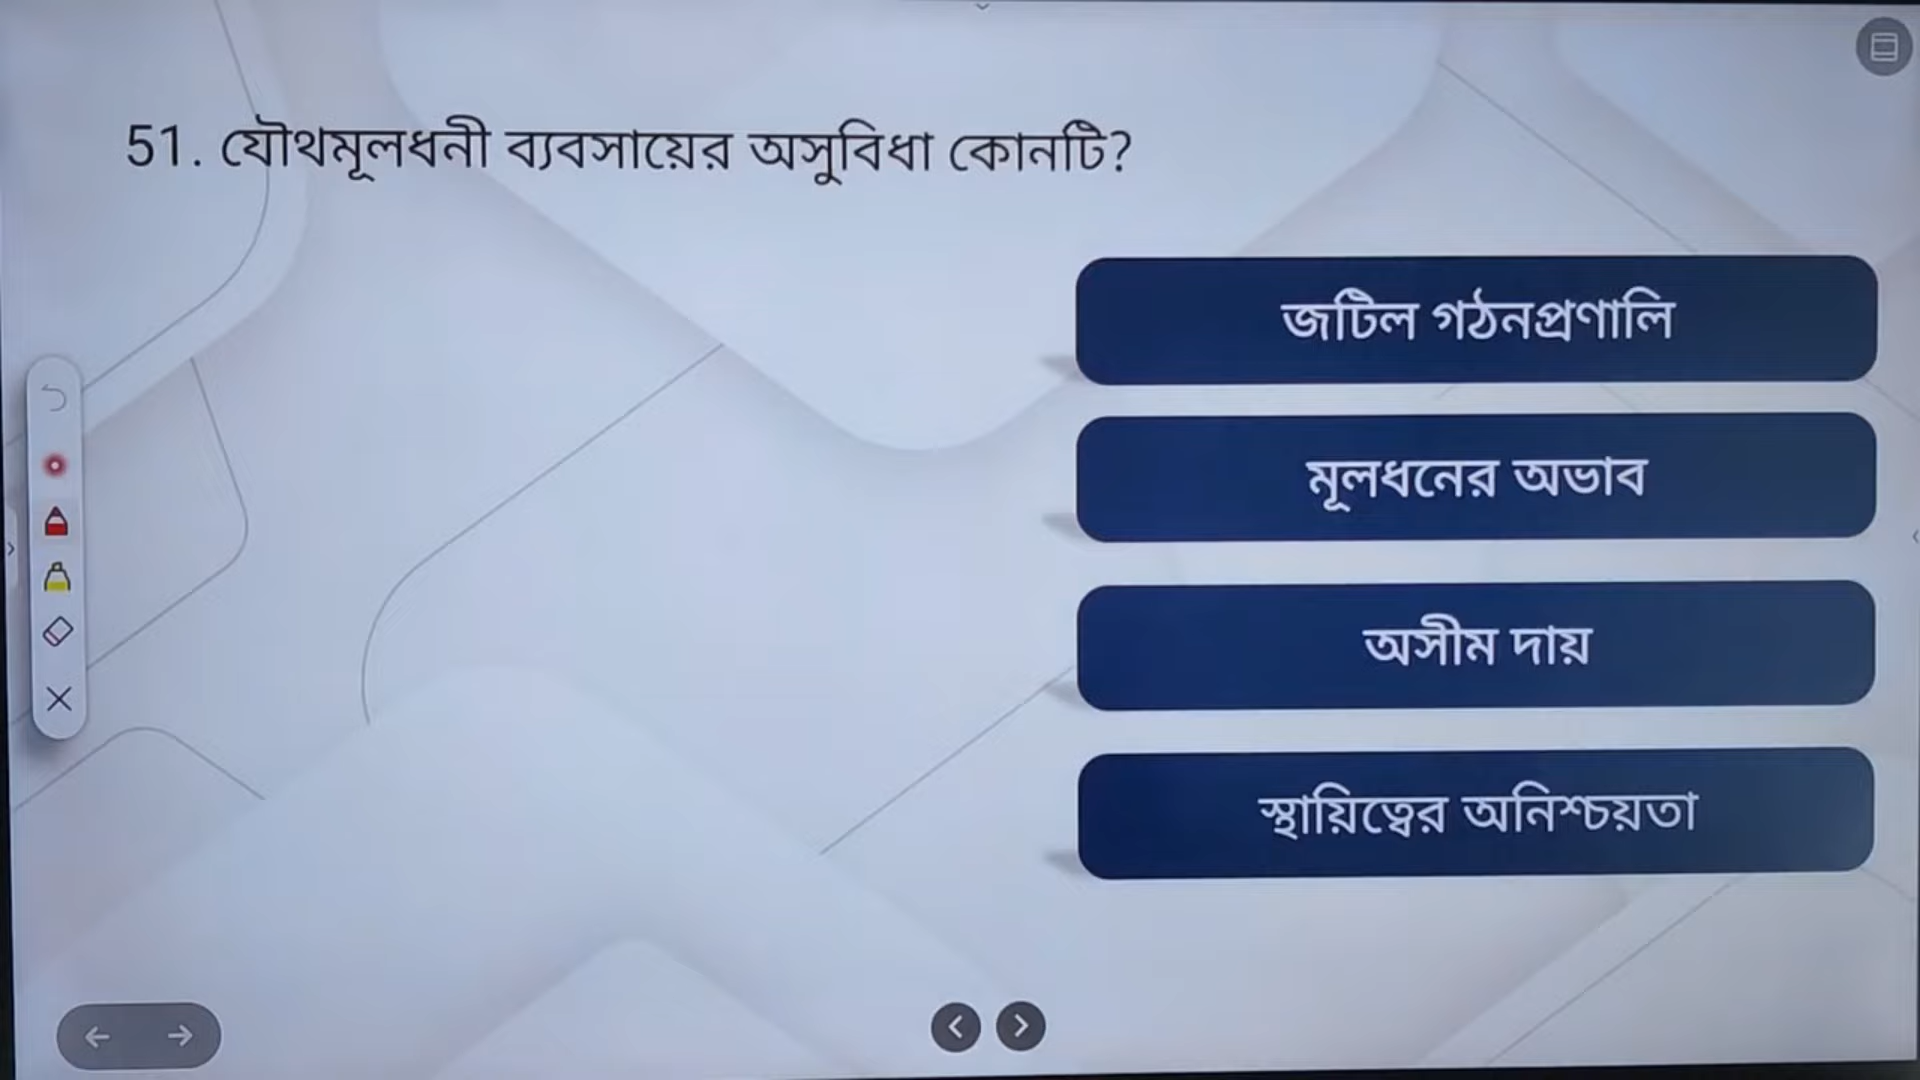 51. যৌথমূলধনী ব্যবসায়ের অসুবিধা কোনটি?
জটিল গঠনপ্রণালি
মূলধনের অভাব
অসীম দায়
স্থায়িত্বের অনিশ্চয়তা